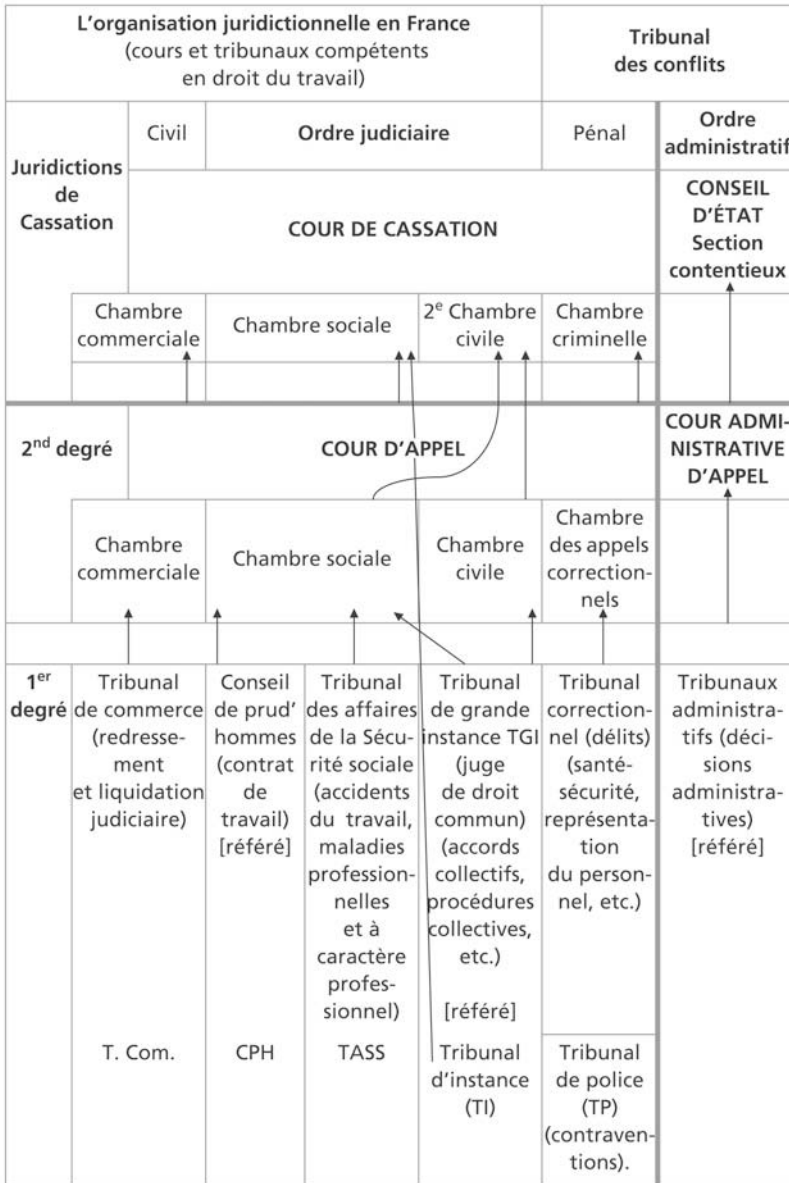 L'organisation juridictionnelle en France
(cours et tribunaux compétents
en droit du travail)
Tribunal
des conflits
Juridictions
de
Cassation
Civil
Ordre judiciaire
Pénal
Ordre
administratif
COUR DE CASSATION
CONSEIL
D'ÉTAT
Section
contentieux
Chambre
commerciale
Chambre sociale
2e Chambre
civile
Chambre
criminelle
2nd degré
COUR D'APPEL
COUR ADMI-
NISTRATIVE
D'APPEL
Chambre
commerciale
Chambre sociale
Chambre
civile
Chambre
des appels
correction-
nels
1er
degré
Tribunal
de commerce
(redresse-
ment
et liquidation
judiciaire)
T. Com.
Conseil
de prud'
hommes
(contrat
de
travail)
[référé]
CPH
Tribunal
des affaires
de la Sécu-
rité sociale
(accidents
du travail,
maladies
profession-
nelles
et à
caractère
profes-
sionnel)
TASS
Tribunal
de grande
instance TGI
(juge
de droit
commun)
(accords
collectifs,
procédures
collectives,
etc.)
[référé]
Tribunal
d'instance
(TI)
Tribunal
correction-
nel (délits)
(santé-
sécurité,
représenta-
tion
du person-
nel, etc.)
Tribunal
de police
(TP)
(contraven-
tions).
Tribunaux
administra-
tifs (déci-
sions
administra-
tives)
[référé]